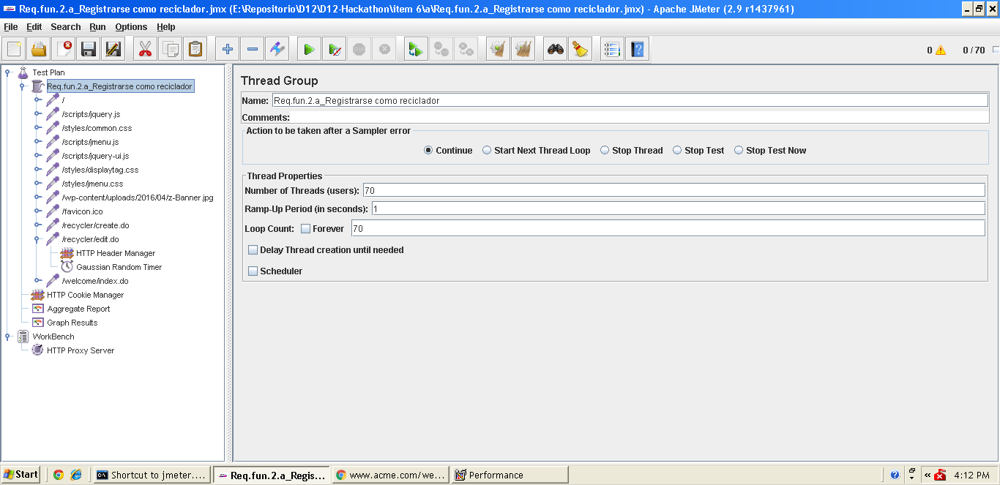 Req.fun.2.a_Registrarse como reciclador.jmx (E:\Repositorio\D12\D12-Hackathon\item 6\a\Req.fun.2.a_Registrarse como reciclador.jmx) - Apache JMeter (2.9 r1437961)
File Edit Search Run Options Help
0 0 / 70
Test Plan
Req.fun.2.a_Registrarse como reciclador
/
/scripts/jquery.js
/styles/common.css
/scripts/jmenu.js
/scripts/jquery-ui.js
/styles/displaytag.css
/styles/jmenu.css
/wp-content/uploads/2016/04/z-Banner.jpg
/favicon.ico
/recycler/create.do
/recycler/edit.do
HTTP Header Manager
Gaussian Random Timer
/welcome/index.do
HTTP Cookie Manager
Aggregate Report
Graph Results
WorkBench
HTTP Proxy Server
Thread Group
Name: Req.fun.2.a_Registrarse como reciclador
Comments:
Action to be taken after a Sampler error
Continue Start Next Thread Loop Stop Thread Stop Test Stop Test Now
Thread Properties
Number of Threads (users): 70
Ramp-Up Period (in seconds): 1
Loop Count: Forever 70
Delay Thread creation until needed
Scheduler
Start Shortcut to jmeter.... Req.fun.2.a_Regis... www.acme.com/we... Performance « 4:12 PM